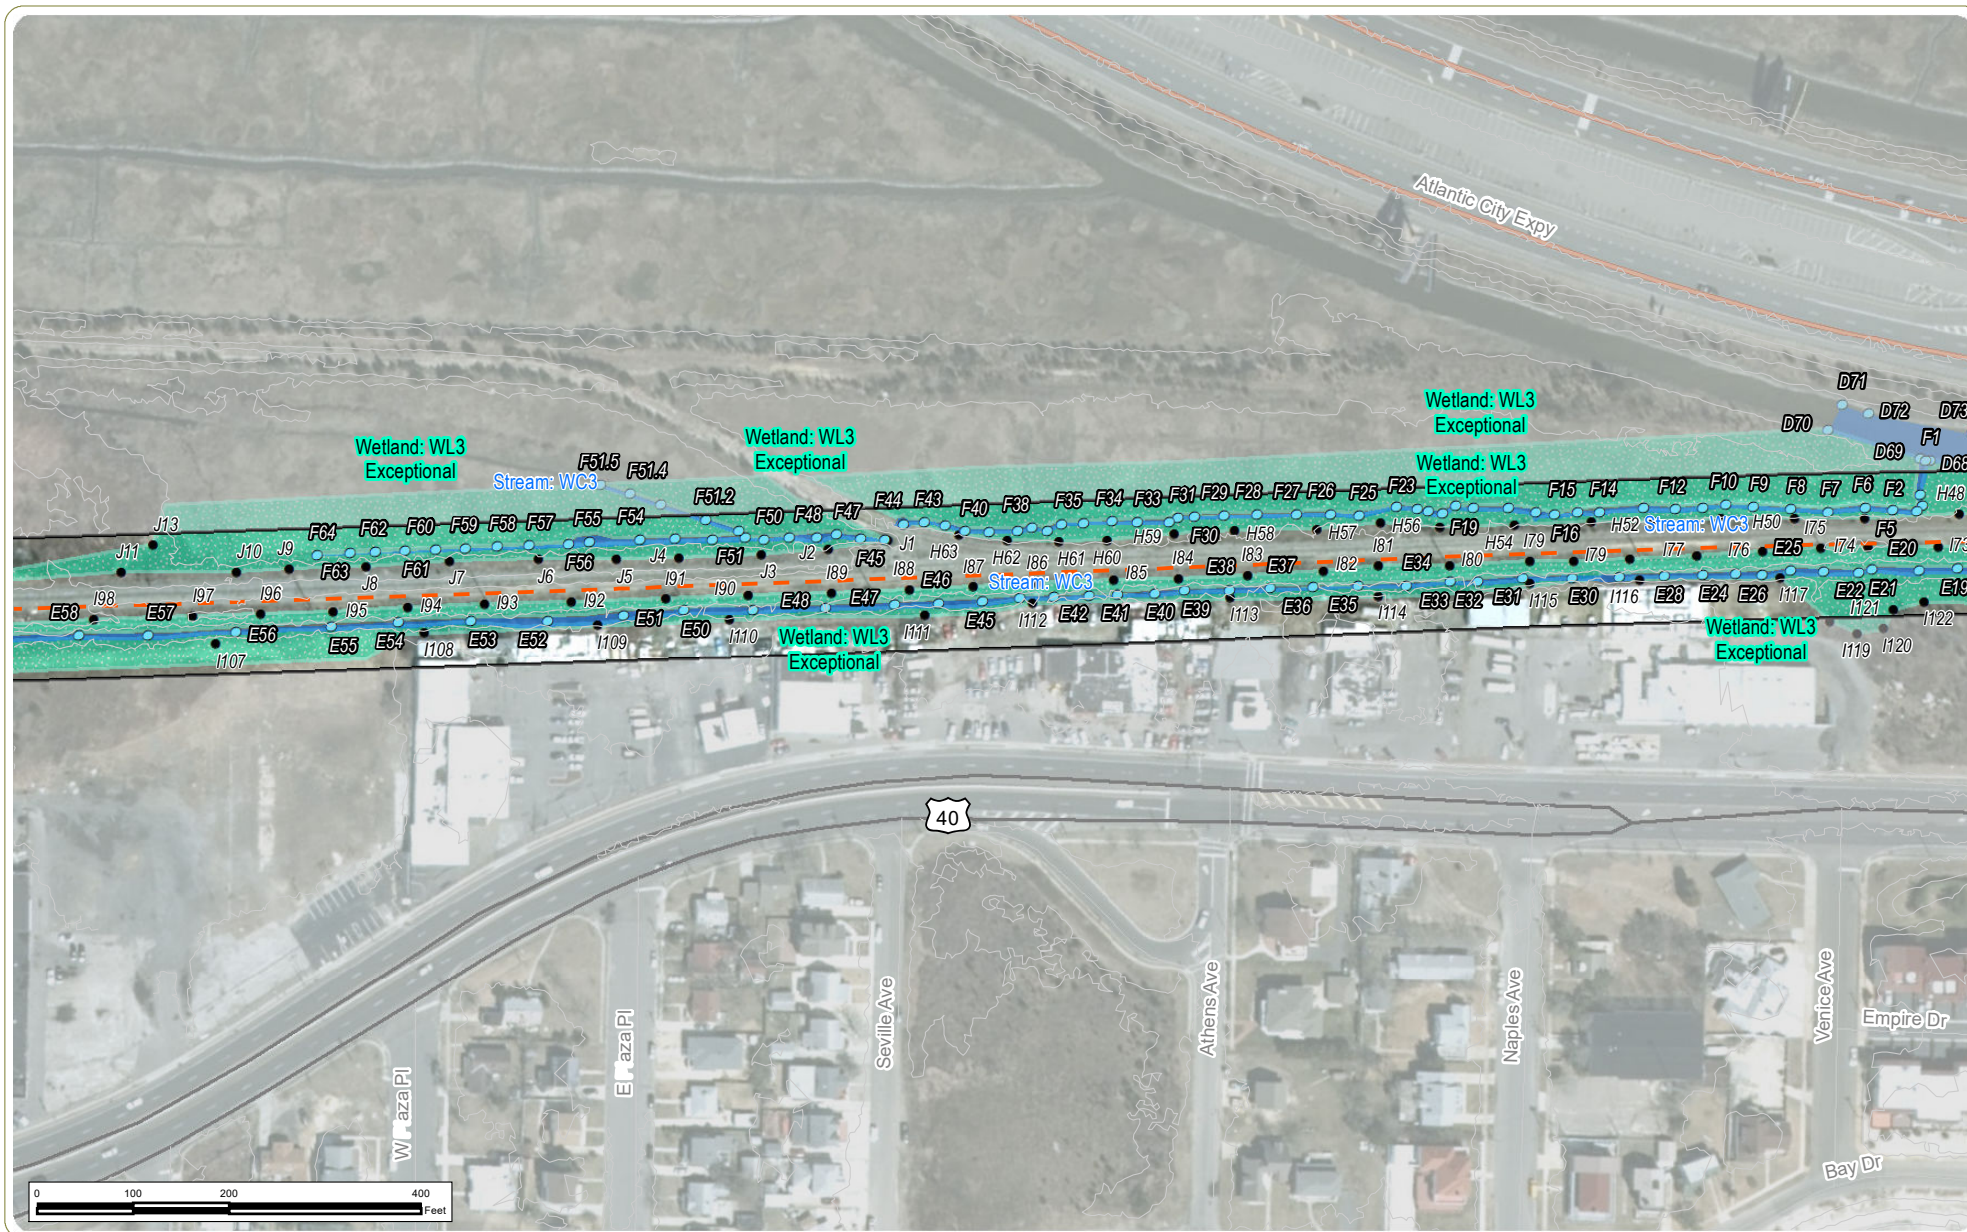 Atlantic City Expy
D71
D72
D73
D70
F1
D69
D68
Wetland: WL3
Exceptional
Wetland: WL3
Exceptional
Wetland: WL3
Exceptional
Wetland: WL3
Exceptional
Stream: WC3
F51.5
F51.4
F51.2
F44
E43
F40
F38
F35
F34
F33
F31
F29
F28
F27
F26
F25
F23
F15
F14
F12
F10
F9
F8
F7
F6
F2
H48
J13
J11
J10
J9
F64
F62
F60
F59
F58
F57
F55
F54
F50
F48
F47
F63
J8
F61
J7
J6
F56
J5
J4
F51
J3
J2
F45
J1
H63
H62
I86
H61
H60
H59
F30
H58
H57
H56
F19
H54
I79
F16
H52
Stream: WC3
H50
I75
F5
I98
I97
I96
I95
I94
I93
I92
I91
I90
I89
I88
I87
Stream: WC3
I85
I84
I83
I82
I81
I80
I79
I77
I76
E25
I74
E20
I73
E58
E57
E56
E55
E54
E53
E52
E51
E50
E48
E47
E46
E45
E42
E41
E40
E39
E38
E37
E36
E35
E34
E33
E32
E31
E30
E28
E24
E26
E22
E21
E19
I107
I108
I109
I110
I111
I112
I113
I114
I115
I116
I117
I121
I122
I119
I120
Wetland: WL3
Exceptional
Wetland: WL3
Exceptional
40
W Plaza Pl
E Plaza Pl
Seville Ave
Athens Ave
Naples Ave
Venice Ave
Empire Dr
Bay Dr
0 100 200 400
Feet